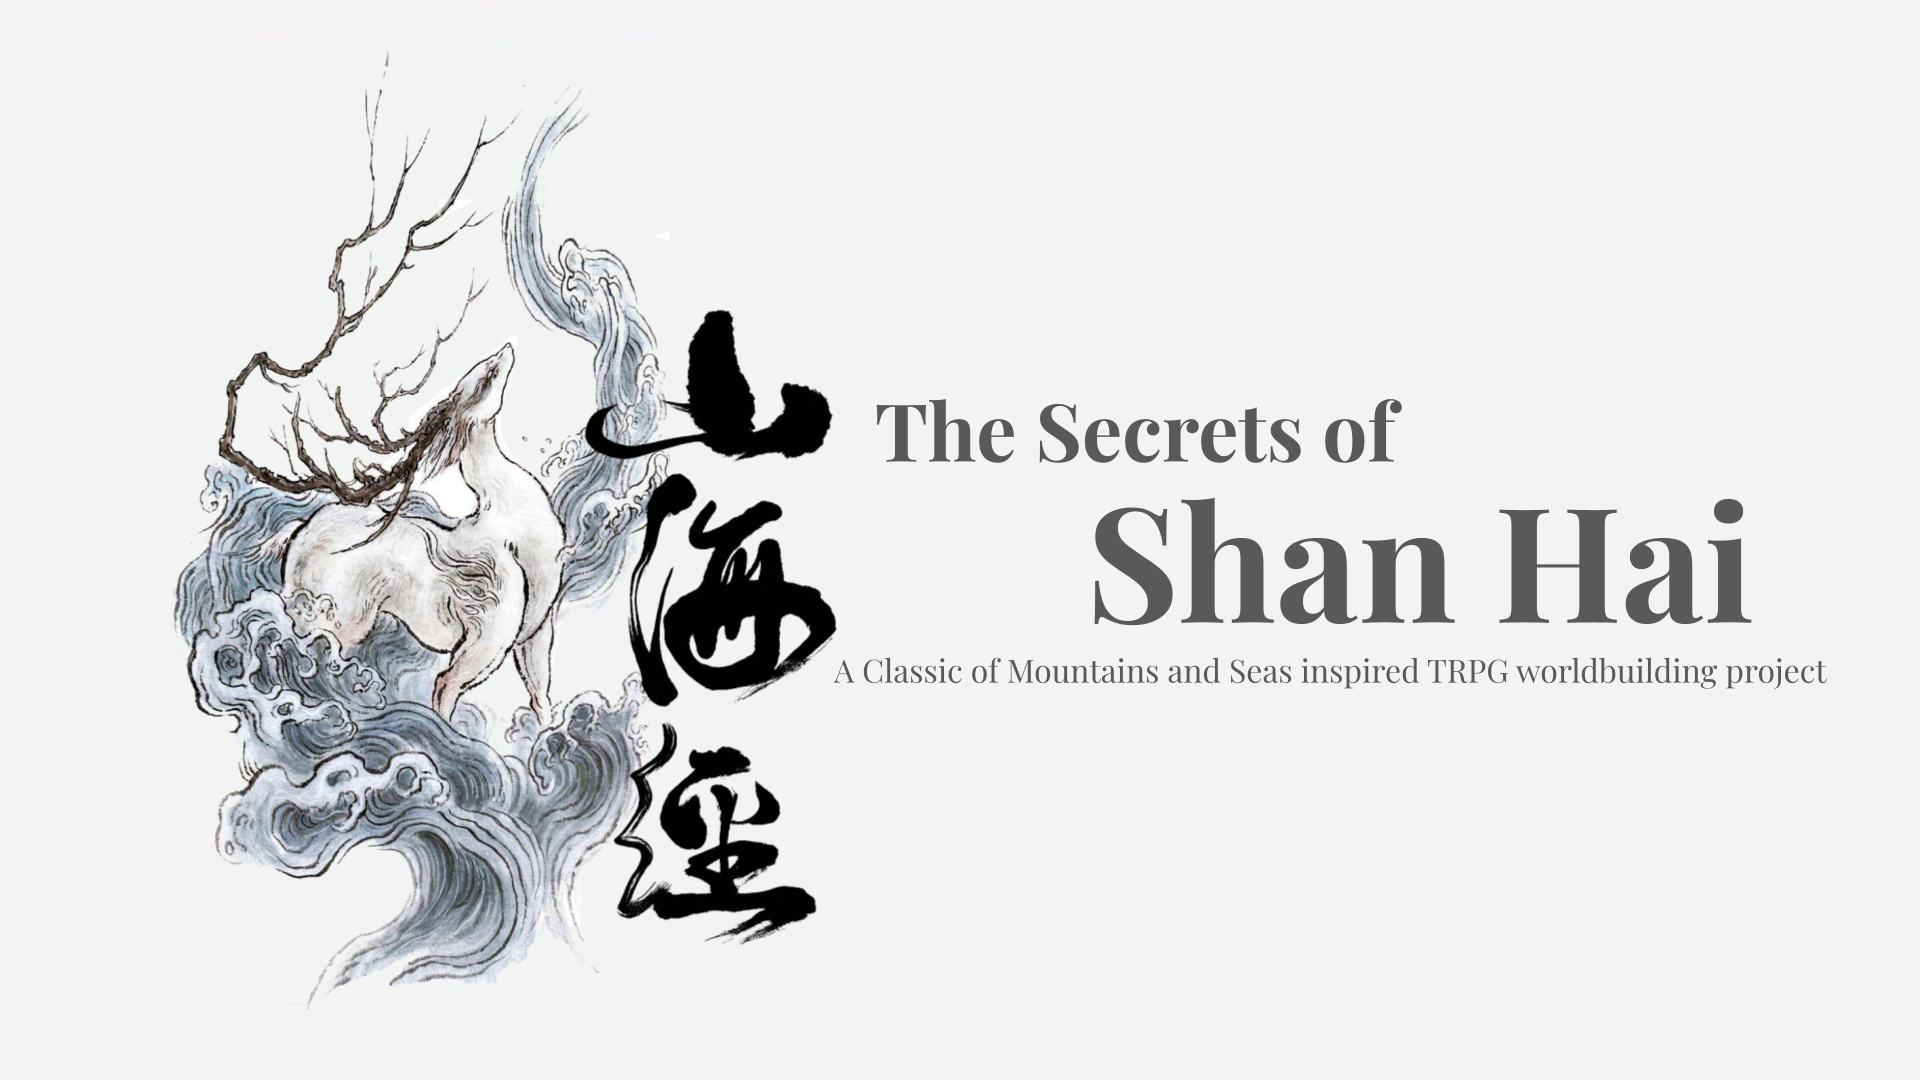 山海經
The Secrets of
Shan Hai
A Classic of Mountains and Seas inspired TRPG worldbuilding project